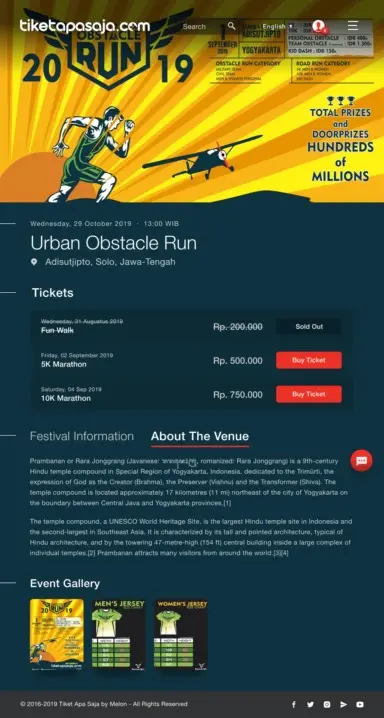 tiketapasaja.com
Search
English
OBSTACLE
RUN
2019
SEPTEMBER
2019
ADISUTJIPTO
YOGYAKARTA
PERSONAL OBSTACLE
TEAM OBSTACLE
KID DASH : IDR 150K
OBSTACLE RUN CATEGORY
ROAD RUN CATEGORY
TOTAL PRIZES
and
DOORPRIZES
HUNDREDS
of
MILLIONS
Wednesday, 29 October 2019 · 13:00 WIB
Urban Obstacle Run
Adisutjipto, Solo, Jawa-Tengah
Tickets
Wednesday, 31 Augustus 2019
Fun Walk
Rp. 200.000
Sold Out
Friday, 02 September 2019
5K Marathon
Rp. 500.000
Buy Ticket
Saturday, 04 Sep 2019
10K Marathon
Rp. 750.000
Buy Ticket
Festival Information
About The Venue
Prambanan or Rara Jonggrang (Javanese: romanized: Rara Jonggrang) is a 9th-century
Hindu temple compound in Special Region of Yogyakarta, Indonesia, dedicated to the Trimūrti, the
expression of God as the Creator (Brahma), the Preserver (Vishnu) and the Transformer (Shiva). The
temple compound is located approximately 17 kilometres (11 mi) northeast of the city of Yogyakarta on
the boundary between Central Java and Yogyakarta provinces.[1]
The temple compound, a UNESCO World Heritage Site, is the largest Hindu temple site in Indonesia and
the second-largest in Southeast Asia. It is characterized by its tall and pointed architecture, typical of
Hindu architecture, and by the towering 47-metre-high (154 ft) central building inside a large complex of
individual temples.[2] Prambanan attracts many visitors from around the world.[3][4]
Event Gallery
RUN
2019
MEN'S JERSEY
WOMEN'S JERSEY
© 2016-2019 Tiket Apa Saja by Melon - All Rights Reserved